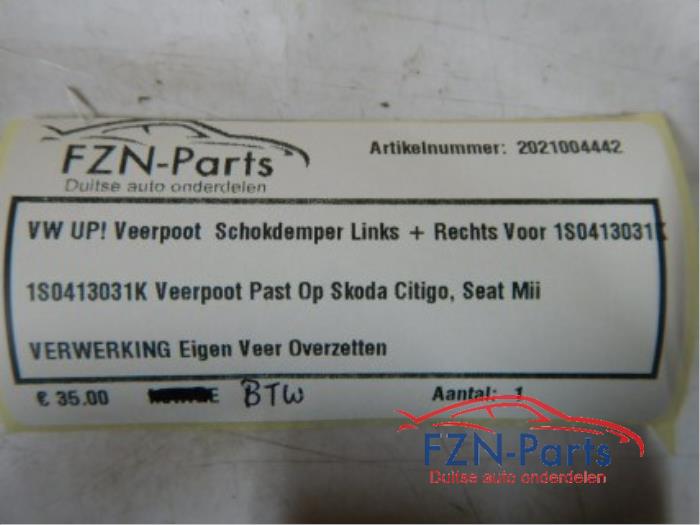 FZN-Parts
Duitse auto onderdelen
Artikelnummer: 2021004442
VW UP! Veerpoot Schokdemper Links + Rechts Voor 1S0413031K
1S0413031K Veerpoot Past Op Skoda Citigo, Seat Mii
VERWERKING Eigen Veer Overzetten
€ 35.00 BTW Aantal: 1
FZN-Parts
Duitse auto onderdelen